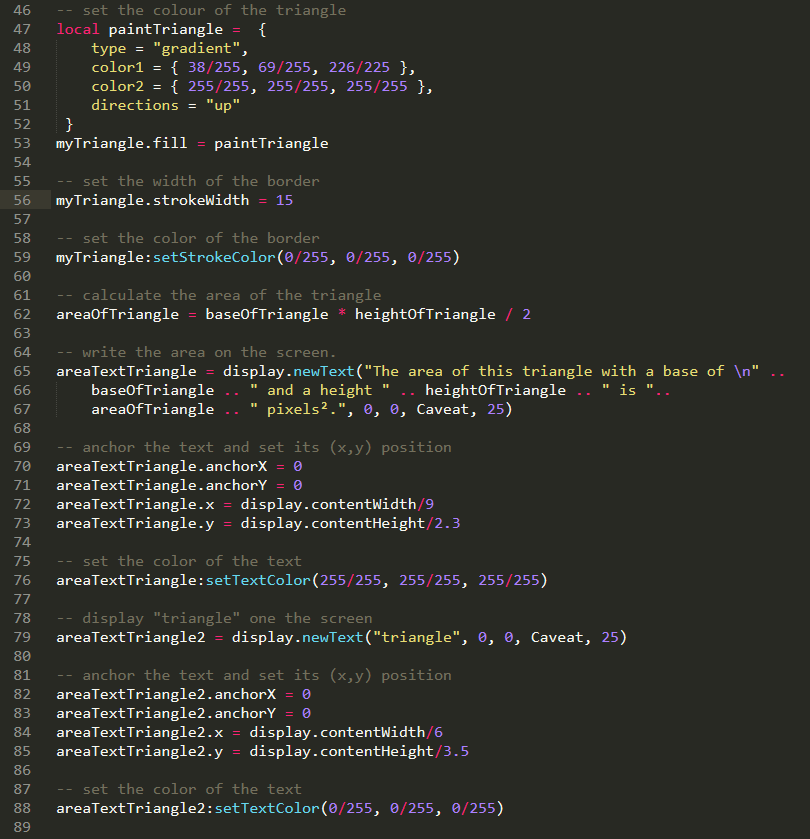 46 -- set the colour of the triangle
47 local paintTriangle = {
48 type = "gradient",
49 color1 = { 38/255, 69/255, 226/225 },
50 color2 = { 255/255, 255/255, 255/255 },
51 directions = "up"
52 }
53 myTriangle.fill = paintTriangle
54
55 -- set the width of the border
56 myTriangle.strokeWidth = 15
57
58 -- set the color of the border
59 myTriangle:setStrokeColor(0/255, 0/255, 0/255)
60
61 -- calculate the area of the triangle
62 areaOfTriangle = baseOfTriangle * heightOfTriangle / 2
63
64 -- write the area on the screen.
65 areaTextTriangle = display.newText("The area of this triangle with a base of \n" ..
66 baseOfTriangle .. " and a height " .. heightOfTriangle .. " is "..
67 areaOfTriangle .. " pixels².", 0, 0, Caveat, 25)
68
69 -- anchor the text and set its (x,y) position
70 areaTextTriangle.anchorX = 0
71 areaTextTriangle.anchorY = 0
72 areaTextTriangle.x = display.contentWidth/9
73 areaTextTriangle.y = display.contentHeight/2.3
74
75 -- set the color of the text
76 areaTextTriangle:setTextColor(255/255, 255/255, 255/255)
77
78 -- display "triangle" one the screen
79 areaTextTriangle2 = display.newText("triangle", 0, 0, Caveat, 25)
80
81 -- anchor the text and set its (x,y) position
82 areaTextTriangle2.anchorX = 0
83 areaTextTriangle2.anchorY = 0
84 areaTextTriangle2.x = display.contentWidth/6
85 areaTextTriangle2.y = display.contentHeight/3.5
86
87 -- set the color of the text
88 areaTextTriangle2:setTextColor(0/255, 0/255, 0/255)
89